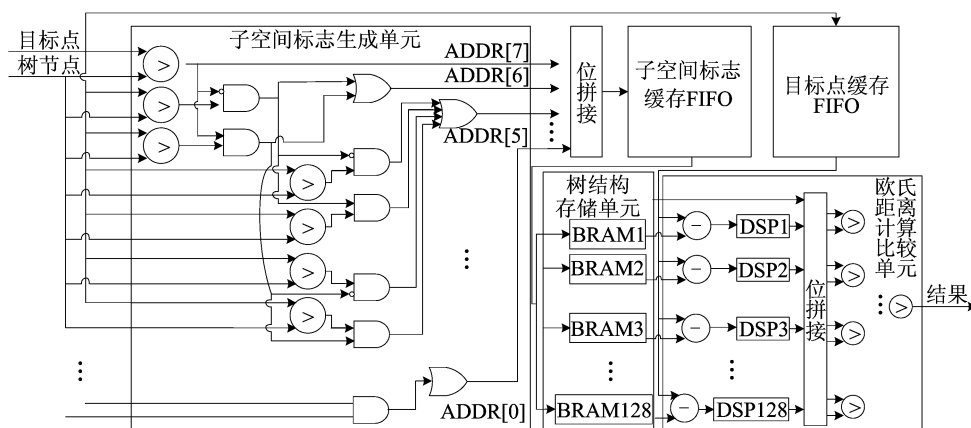 目标点
树节点
子空间标志生成单元
ADDR[7]
ADDR[6]
ADDR[5]
ADDR[0]
>
>
>
>
>
>
>
位拼接
子空间标志
缓存FIFO
目标点缓存
FIFO
树结构
存储单元
BRAM1
BRAM2
BRAM3
BRAM128
−
−
−
−
DSP1
DSP2
DSP3
DSP128
位拼接
>
>
>
>
欧氏
距离
计算
比较
单元
>
结果